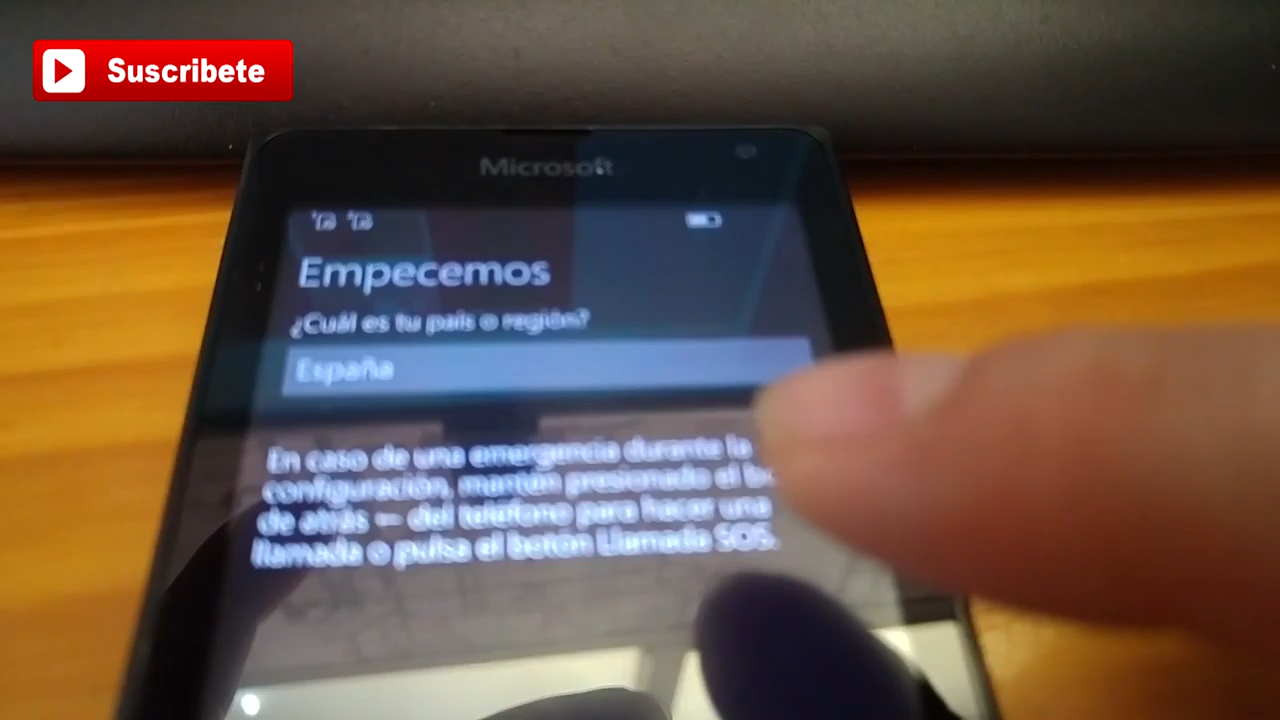 Suscribete
Microsoft
Empecemos
¿Cuál es tu país o región?
España
En caso de una emergencia durante la
configuración, mantén presionado el
de atrás — del teléfono para hacer una
llamada o pulsa el botón Llamada SOS.